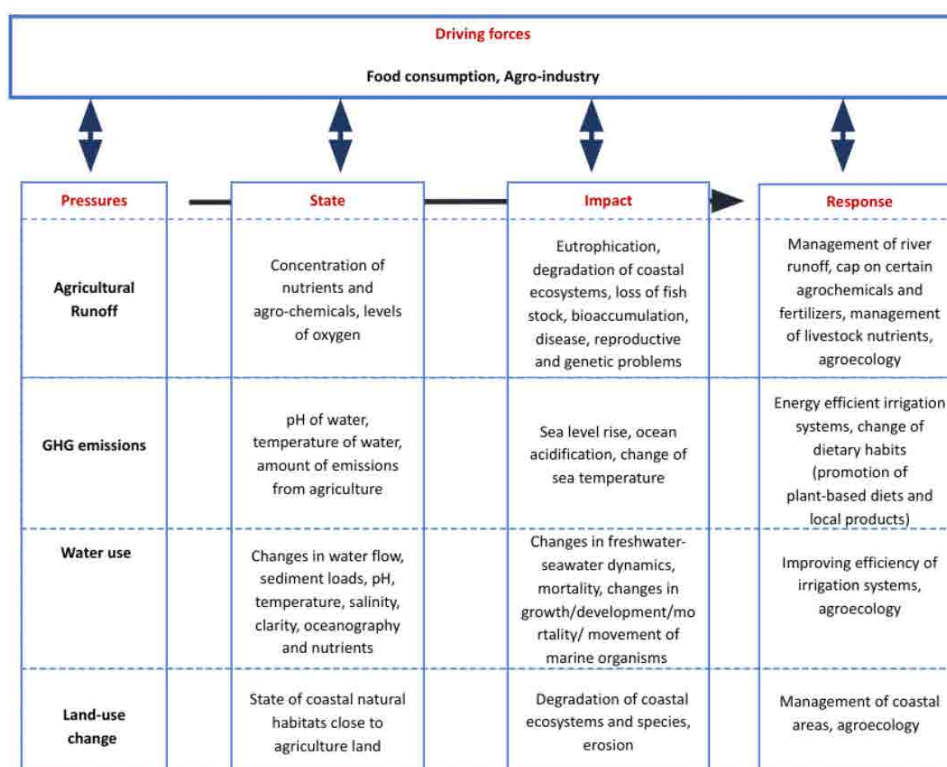 Driving forces
Food consumption, Agro-industry
Pressures
State
Impact
Response
Agricultural
Runoff
Concentration of
nutrients and
agro-chemicals, levels
of oxygen
Eutrophication,
degradation of coastal
ecosystems, loss of fish
stock, bioaccumulation,
disease, reproductive
and genetic problems
Management of river
runoff, cap on certain
agrochemicals and
fertilizers, management
of livestock nutrients,
agroecology
GHG emissions
pH of water,
temperature of water,
amount of emissions
from agriculture
Sea level rise, ocean
acidification, change of
sea temperature
Energy efficient irrigation
systems, change of
dietary habits
(promotion of
plant-based diets and
local products)
Water use
Changes in water flow,
sediment loads, pH,
temperature, salinity,
clarity, oceanography
and nutrients
Changes in freshwater-
seawater dynamics,
mortality, changes in
growth/development/mo
rtality/ movement of
marine organisms
Improving efficiency of
irrigation systems,
agroecology
Land-use
change
State of coastal natural
habitats close to
agriculture land
Degradation of coastal
ecosystems and species,
erosion
Management of coastal
areas, agroecology